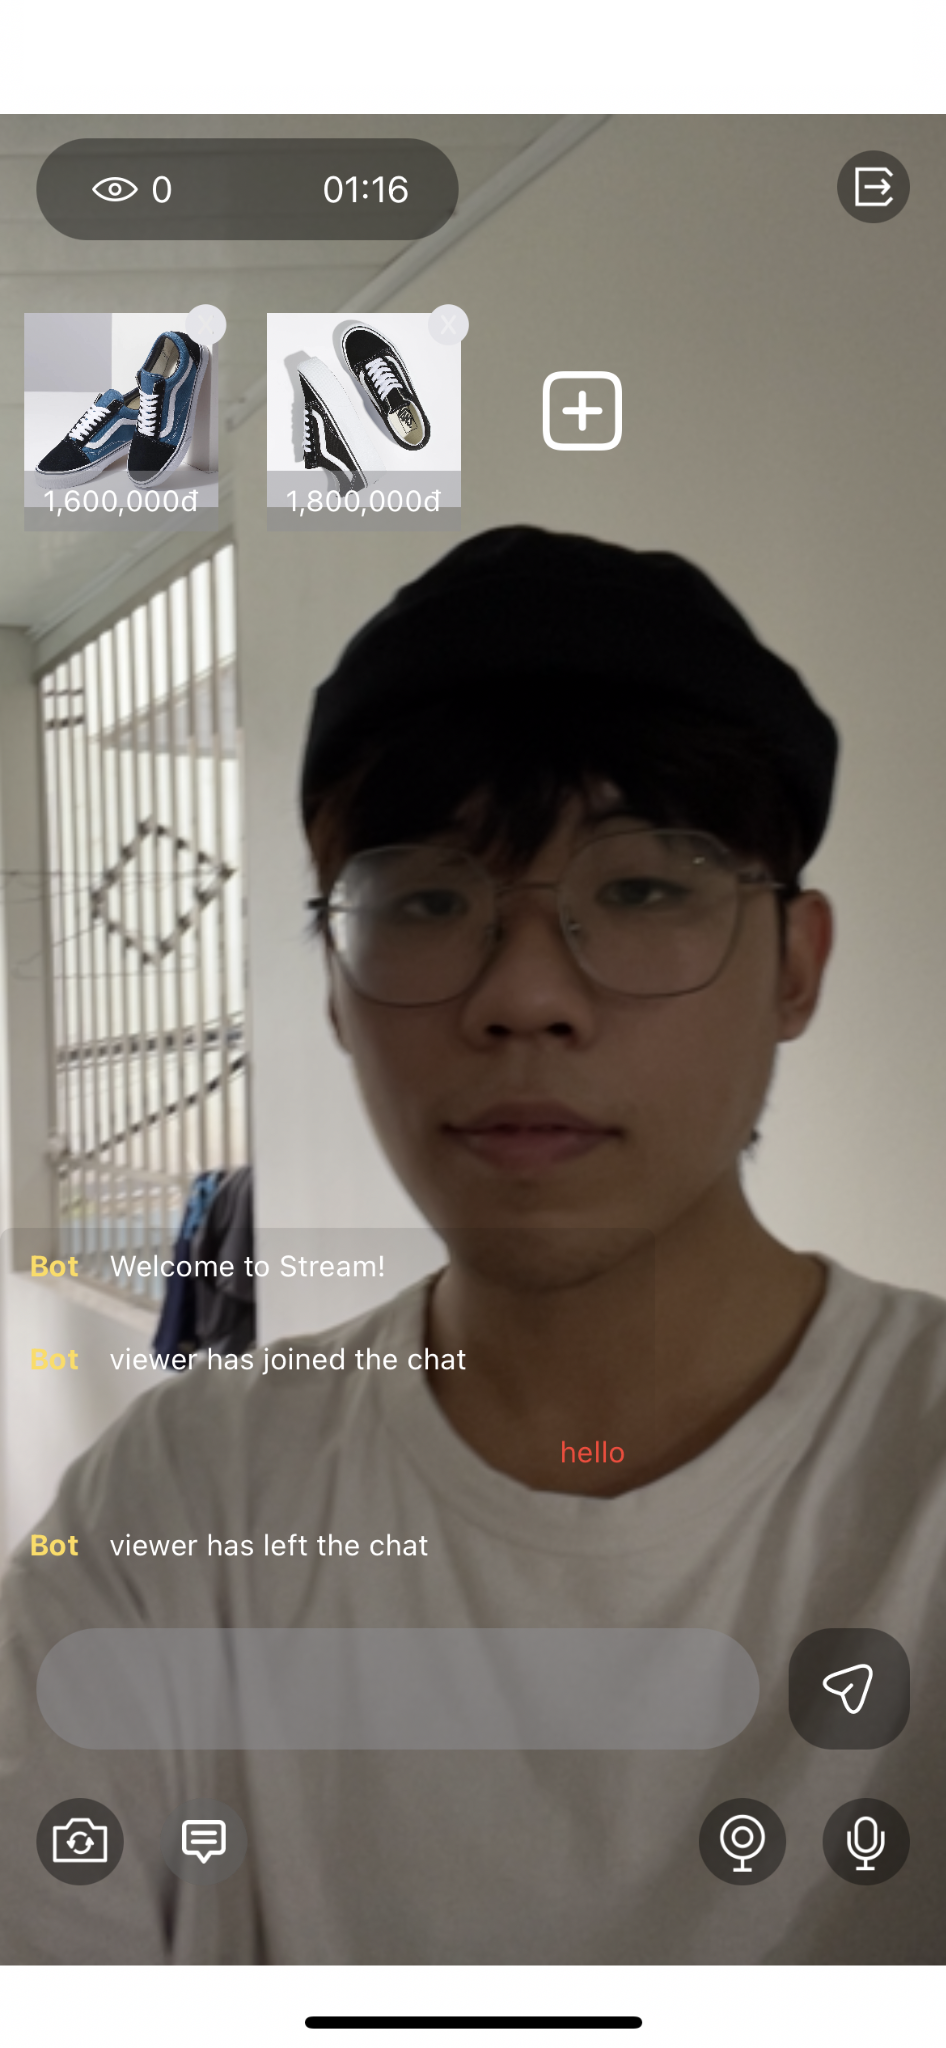 0 01:16
X X
1,600,000đ 1,800,000đ
Bot Welcome to Stream!
Bot viewer has joined the chat
hello
Bot viewer has left the chat